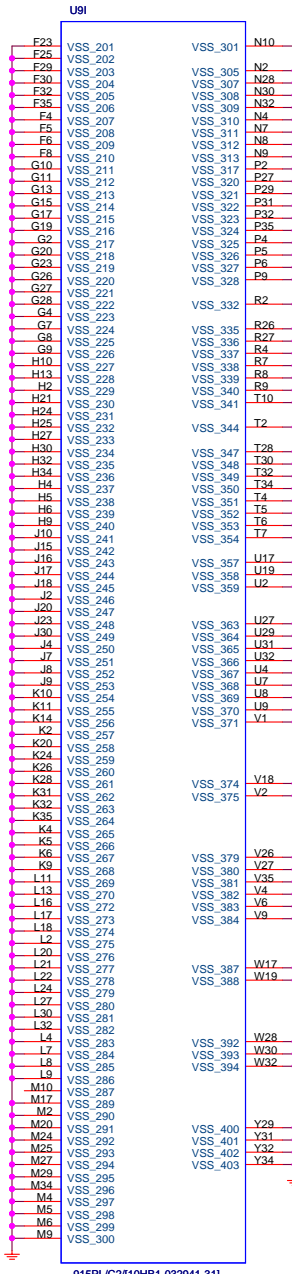 U9I
F23 VSS_201
F25 VSS_202
F29 VSS_203
F30 VSS_204
F32 VSS_205
F35 VSS_206
F4 VSS_207
F5 VSS_208
F6 VSS_209
F8 VSS_210
G10 VSS_211
G11 VSS_212
G13 VSS_213
G15 VSS_214
G17 VSS_215
G19 VSS_216
G2 VSS_217
G20 VSS_218
G23 VSS_219
G26 VSS_220
G27 VSS_221
G28 VSS_222
G4 VSS_223
G7 VSS_224
G8 VSS_225
G9 VSS_226
H10 VSS_227
H13 VSS_228
H2 VSS_229
H21 VSS_230
H24 VSS_231
H25 VSS_232
H27 VSS_233
H30 VSS_234
H32 VSS_235
H34 VSS_236
H4 VSS_237
H5 VSS_238
H6 VSS_239
H9 VSS_240
J10 VSS_241
J15 VSS_242
J16 VSS_243
J17 VSS_244
J18 VSS_245
J2 VSS_246
J20 VSS_247
J23 VSS_248
J30 VSS_249
J4 VSS_250
J7 VSS_251
J8 VSS_252
J9 VSS_253
K10 VSS_254
K11 VSS_255
K14 VSS_256
K2 VSS_257
K20 VSS_258
K24 VSS_259
K26 VSS_260
K28 VSS_261
K31 VSS_262
K32 VSS_263
K35 VSS_264
K4 VSS_265
K5 VSS_266
K6 VSS_267
K9 VSS_268
L11 VSS_269
L13 VSS_270
L16 VSS_272
L17 VSS_273
L18 VSS_274
L2 VSS_275
L20 VSS_276
L21 VSS_277
L22 VSS_278
L24 VSS_279
L27 VSS_280
L30 VSS_281
L32 VSS_282
L4 VSS_283
L7 VSS_284
L8 VSS_285
L9 VSS_286
M10 VSS_287
M17 VSS_289
M2 VSS_290
M20 VSS_291
M24 VSS_292
M25 VSS_293
M27 VSS_294
M29 VSS_295
M34 VSS_296
M4 VSS_297
M5 VSS_298
M6 VSS_299
M9 VSS_300
VSS_301 N10
VSS_305 N2
VSS_307 N28
VSS_308 N30
VSS_309 N32
VSS_310 N4
VSS_311 N7
VSS_312 N8
VSS_313 N9
VSS_317 P2
VSS_320 P27
VSS_321 P29
VSS_322 P31
VSS_323 P32
VSS_324 P35
VSS_325 P4
VSS_326 P5
VSS_327 P6
VSS_328 P9
VSS_332 R2
VSS_335 R26
VSS_336 R27
VSS_337 R4
VSS_338 R7
VSS_339 R8
VSS_340 R9
VSS_341 T10
VSS_344 T2
VSS_347 T28
VSS_348 T30
VSS_349 T32
VSS_350 T34
VSS_351 T4
VSS_352 T5
VSS_353 T6
VSS_354 T7
VSS_357 U17
VSS_358 U19
VSS_359 U2
VSS_363 U27
VSS_364 U29
VSS_365 U31
VSS_366 U32
VSS_367 U4
VSS_368 U7
VSS_369 U8
VSS_370 U9
VSS_371 V1
VSS_374 V18
VSS_375 V2
VSS_379 V26
VSS_380 V27
VSS_381 V35
VSS_382 V4
VSS_383 V6
VSS_384 V9
VSS_387 W17
VSS_388 W19
VSS_392 W28
VSS_393 W30
VSS_394 W32
VSS_400 Y29
VSS_401 Y31
VSS_402 Y32
VSS_403 Y34